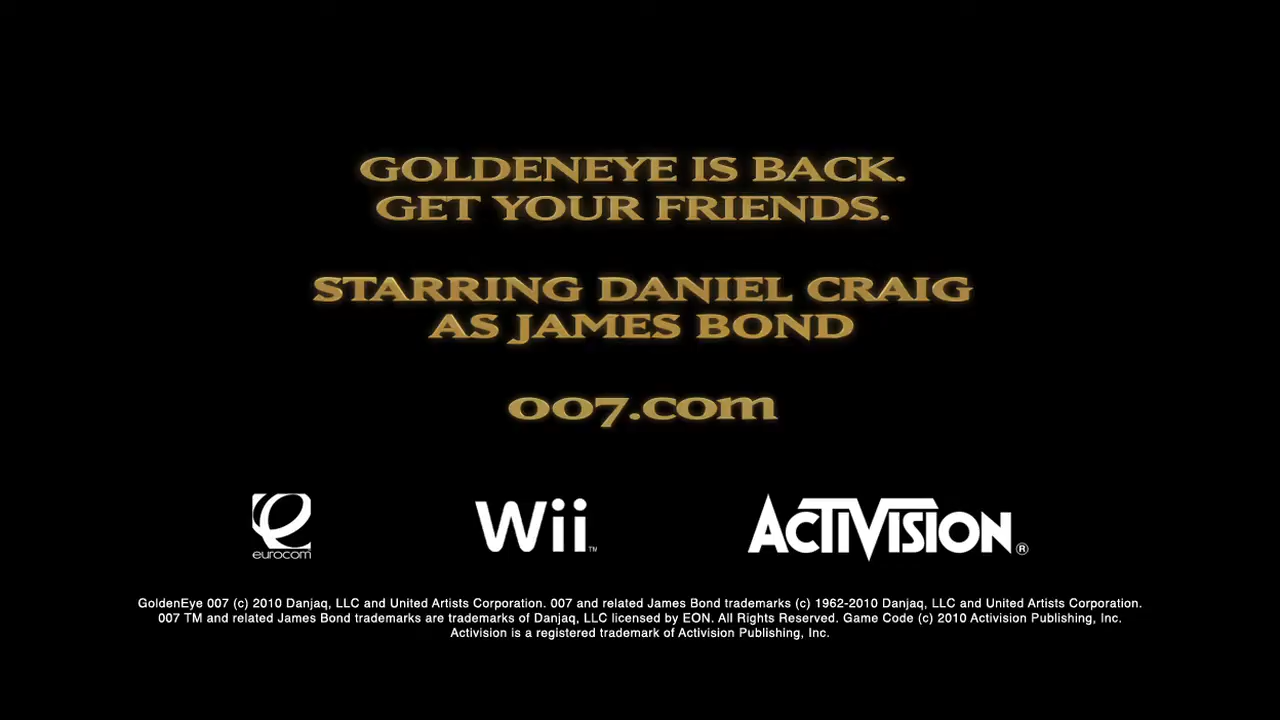 GOLDENEYE IS BACK.
GET YOUR FRIENDS.
STARRING DANIEL CRAIG
AS JAMES BOND
007.com
eurocom
Wii™
ACTIVISION®
GoldenEye 007 (c) 2010 Danjaq, LLC and United Artists Corporation. 007 and related James Bond trademarks (c) 1962-2010 Danjaq, LLC and United Artists Corporation.
007 TM and related James Bond trademarks are trademarks of Danjaq, LLC licensed by EON. All Rights Reserved. Game Code (c) 2010 Activision Publishing, Inc.
Activision is a registered trademark of Activision Publishing, Inc.